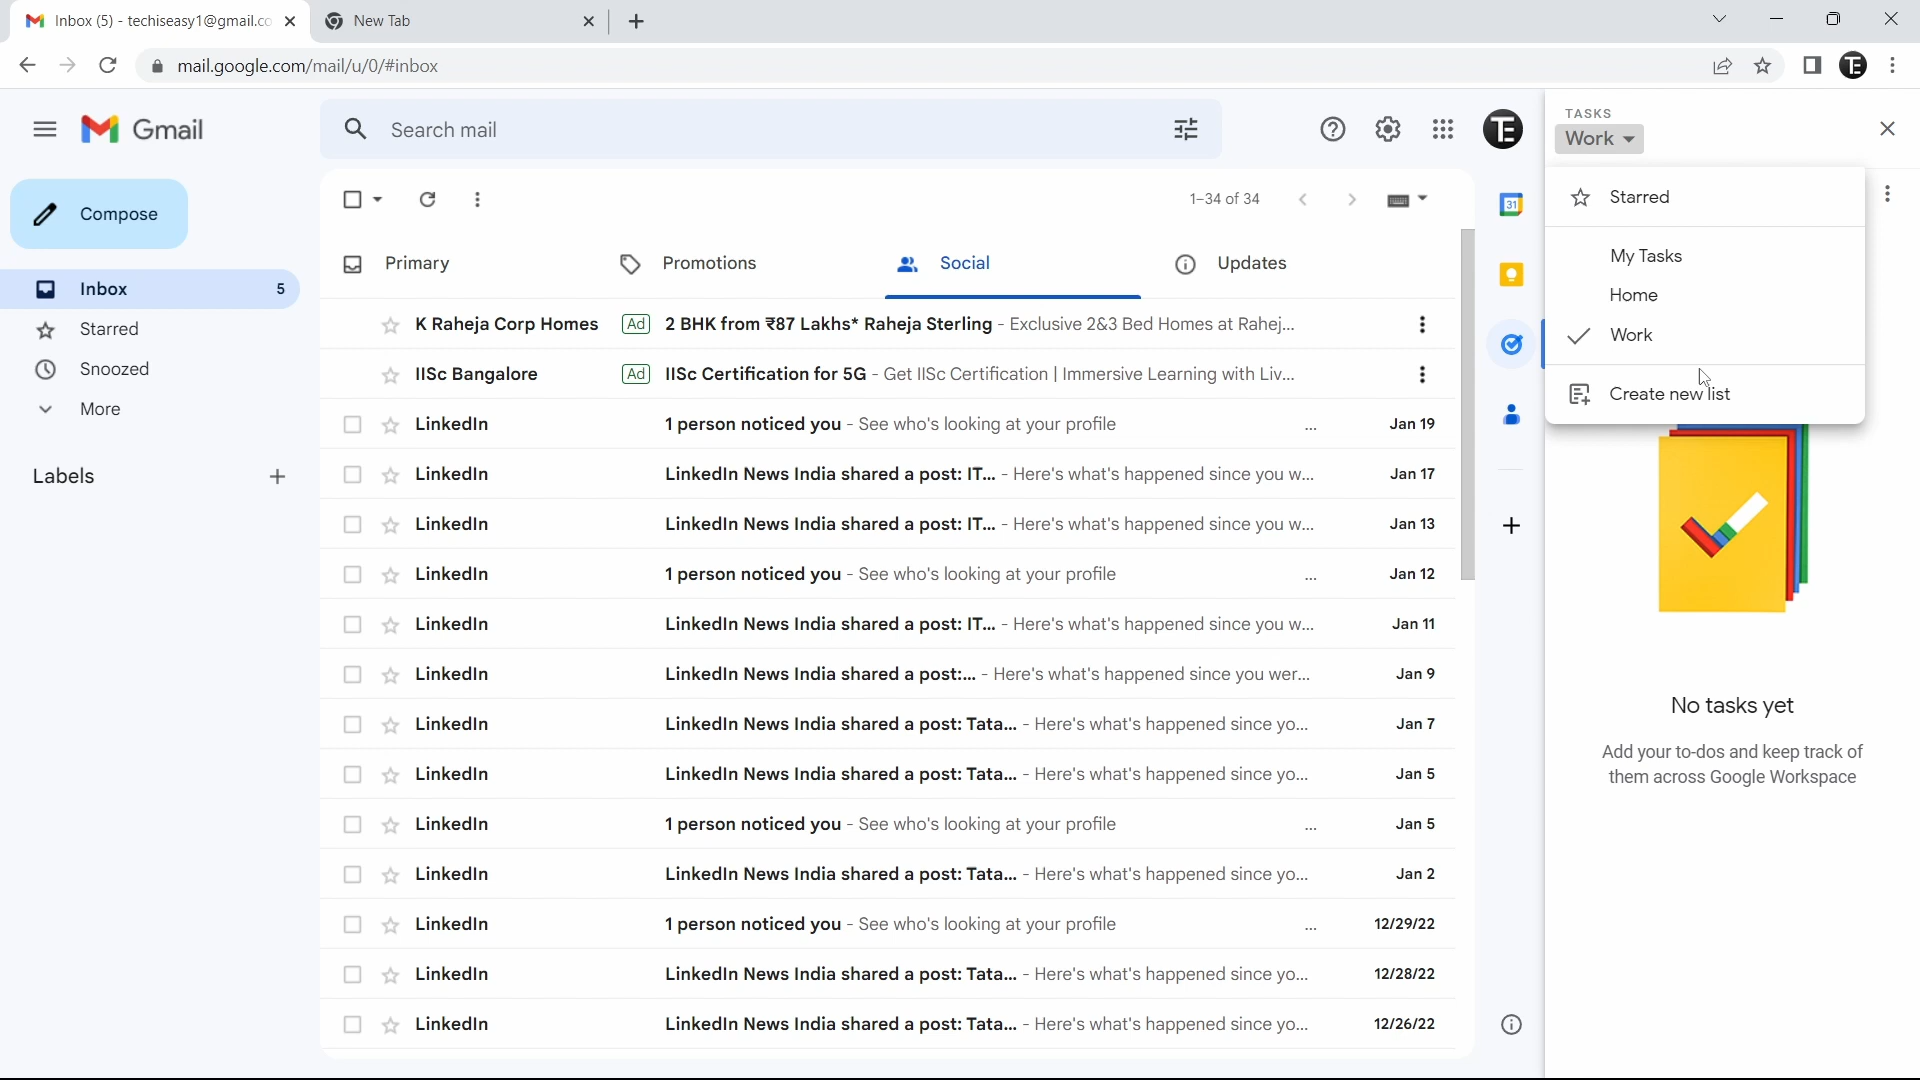 Inbox (5) - techiseasy1@gmail.co
New Tab
mail.google.com/mail/u/0/#inbox
TE
Gmail
Search mail
TE
TASKS
Work
Compose
1–34 of 34
31
Starred
Primary
Promotions
Social
Updates
My Tasks
Inbox 5
Home
Starred
K Raheja Corp Homes Ad 2 BHK from ₹87 Lakhs* Raheja Sterling - Exclusive 2&3 Bed Homes at Rahej...
Work
Snoozed
IISc Bangalore Ad IISc Certification for 5G - Get IISc Certification | Immersive Learning with Liv...
Create new list
More
LinkedIn 1 person noticed you - See who's looking at your profile ... Jan 19
Labels
LinkedIn LinkedIn News India shared a post: IT... - Here's what's happened since you w... Jan 17
LinkedIn LinkedIn News India shared a post: IT... - Here's what's happened since you w... Jan 13
LinkedIn 1 person noticed you - See who's looking at your profile ... Jan 12
LinkedIn LinkedIn News India shared a post: IT... - Here's what's happened since you w... Jan 11
LinkedIn LinkedIn News India shared a post:... - Here's what's happened since you wer... Jan 9
LinkedIn LinkedIn News India shared a post: Tata... - Here's what's happened since yo... Jan 7
LinkedIn LinkedIn News India shared a post: Tata... - Here's what's happened since yo... Jan 5
LinkedIn 1 person noticed you - See who's looking at your profile ... Jan 5
LinkedIn LinkedIn News India shared a post: Tata... - Here's what's happened since yo... Jan 2
LinkedIn 1 person noticed you - See who's looking at your profile ... 12/29/22
LinkedIn LinkedIn News India shared a post: Tata... - Here's what's happened since yo... 12/28/22
LinkedIn LinkedIn News India shared a post: Tata... - Here's what's happened since yo... 12/26/22
No tasks yet
Add your to-dos and keep track of
them across Google Workspace